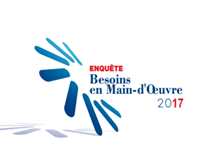 ENQUÊTE
Besoins
en Main-d'Œuvre
2017